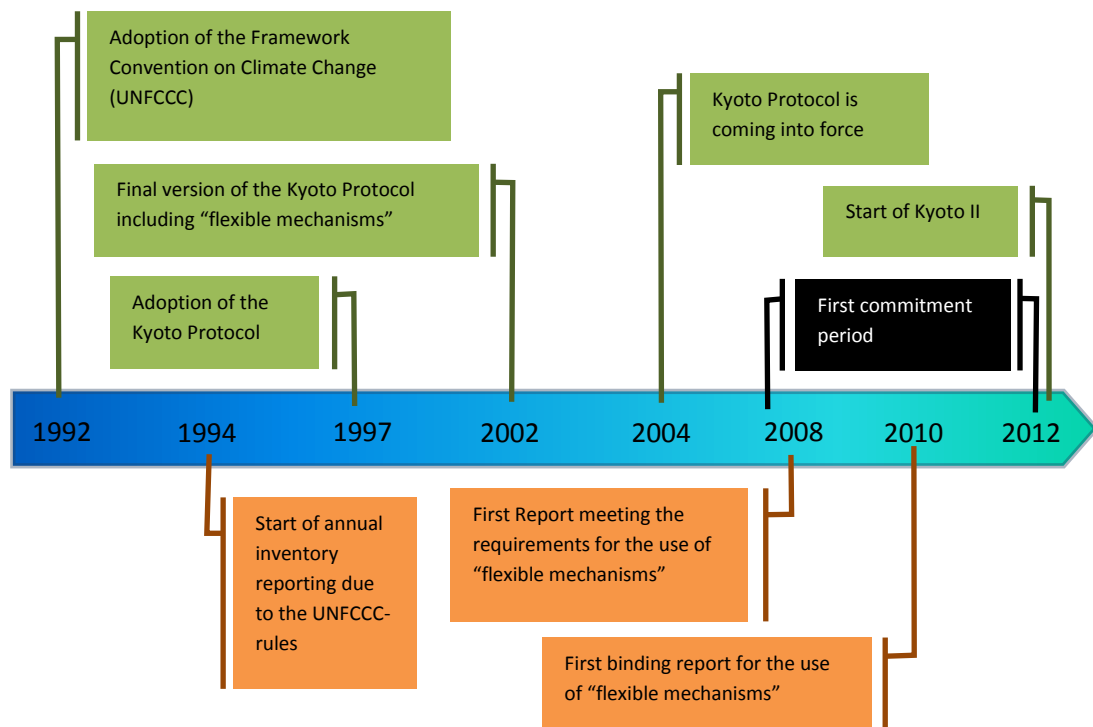 Adoption of the Framework
Convention on Climate Change
(UNFCCC)
Kyoto Protocol is
coming into force
Final version of the Kyoto Protocol
including “flexible mechanisms”
Start of Kyoto II
Adoption of the
Kyoto Protocol
First commitment
period
1992 1994 1997 2002 2004 2008 2010 2012
Start of annual
inventory
reporting due
to the UNFCCC-
rules
First Report meeting the
requirements for the use of
“flexible mechanisms”
First binding report for the use
of “flexible mechanisms”